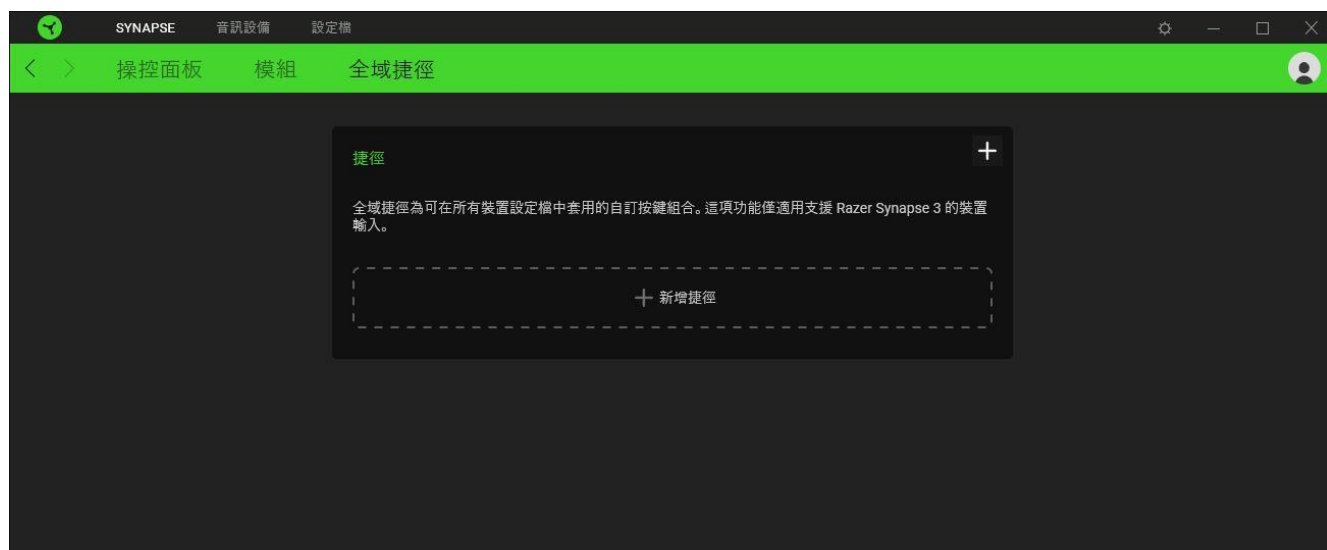 SYNAPSE 音訊設備 設定檔
操控面板 模組 全域捷徑
捷徑
全域捷徑為可在所有裝置設定檔中套用的自訂按鍵組合。這項功能僅適用支援 Razer Synapse 3 的裝置
輸入。
新增捷徑